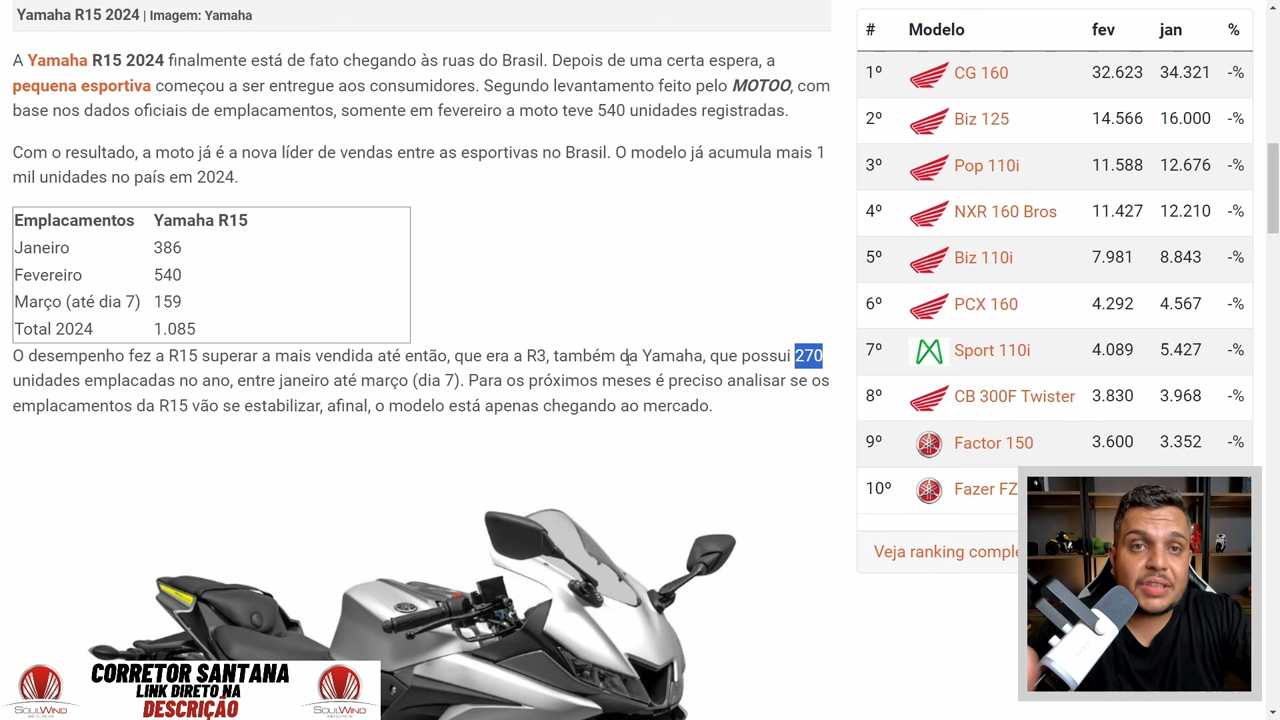 Yamaha R15 2024 | Imagem: Yamaha
A Yamaha R15 2024 finalmente está de fato chegando às ruas do Brasil. Depois de uma certa espera, a
pequena esportiva começou a ser entregue aos consumidores. Segundo levantamento feito pelo MOTOO, com
base nos dados oficiais de emplacamentos, somente em fevereiro a moto teve 540 unidades registradas.
Com o resultado, a moto já é a nova líder de vendas entre as esportivas no Brasil. O modelo já acumula mais 1
mil unidades no país em 2024.
Emplacamentos Yamaha R15
Janeiro 386
Fevereiro 540
Março (até dia 7) 159
Total 2024 1.085
O desempenho fez a R15 superar a mais vendida até então, que era a R3, também da Yamaha, que possui 270
unidades emplacadas no ano, entre janeiro até março (dia 7). Para os próximos meses é preciso analisar se os
emplacamentos da R15 vão se estabilizar, afinal, o modelo está apenas chegando ao mercado.
# Modelo fev jan %
1º CG 160 32.623 34.321 -%
2º Biz 125 14.566 16.000 -%
3º Pop 110i 11.588 12.676 -%
4º NXR 160 Bros 11.427 12.210 -%
5º Biz 110i 7.981 8.843 -%
6º PCX 160 4.292 4.567 -%
7º Sport 110i 4.089 5.427 -%
8º CB 300F Twister 3.830 3.968 -%
9º Factor 150 3.600 3.352 -%
10º Fazer FZ
Veja ranking comple
CORRETOR SANTANA
LINK DIRETO NA
DESCRIÇÃO
SOULWIND
SOULWIND